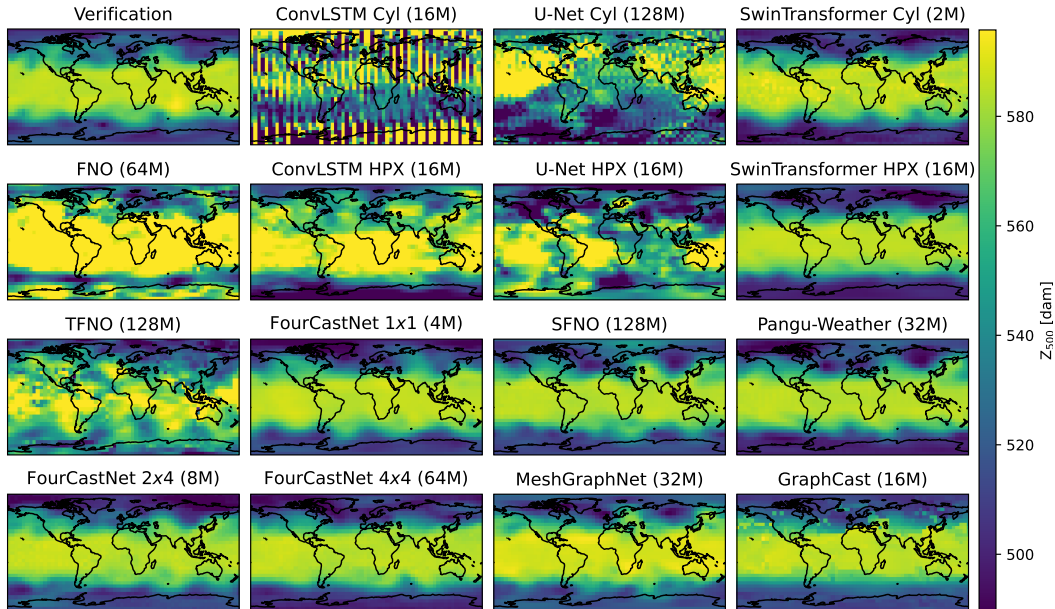 Verification
ConvLSTM Cyl (16M)
U-Net Cyl (128M)
SwinTransformer Cyl (2M)
FNO (64M)
ConvLSTM HPX (16M)
U-Net HPX (16M)
SwinTransformer HPX (16M)
TFNO (128M)
FourCastNet 1x1 (4M)
SFNO (128M)
Pangu-Weather (32M)
FourCastNet 2x4 (8M)
FourCastNet 4x4 (64M)
MeshGraphNet (32M)
GraphCast (16M)
580
560
540
520
500
Z₅₀₀ [dam]